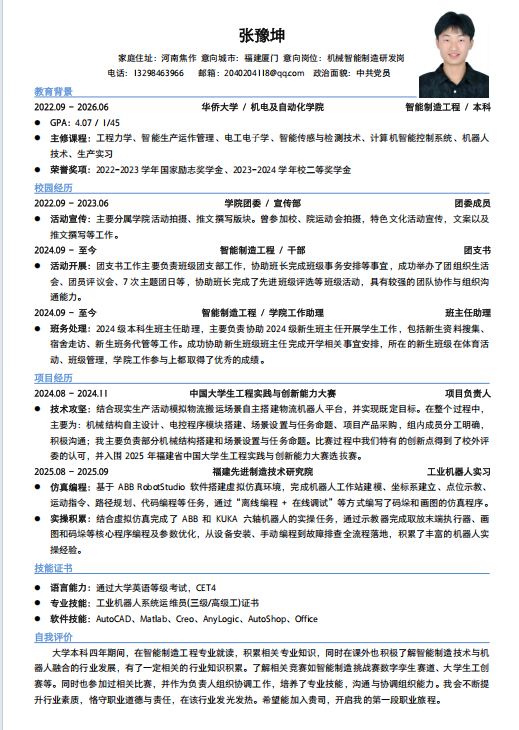 张豫坤
家庭住址：河南焦作 意向城市：福建厦门 意向岗位：机械智能制造研发岗
电话：13298463966 邮箱：2040204118@qq.com 政治面貌：中共党员
教育背景
2022.09 - 2026.06 华侨大学 / 机电及自动化学院 智能制造工程 / 本科
● GPA：4.07 / 1/45
● 主修课程：工程力学、智能生产运作管理、电工电子学、智能传感与检测技术、计算机智能控制系统、机器人
技术、生产实习
● 荣誉奖项：2022-2023 学年国家励志奖学金、2023-2024 学年校二等奖学金
校园经历
2022.09 - 2023.06 学院团委 / 宣传部 团委成员
● 活动宣传：主要分属学院活动拍摄、推文撰写版块。曾参加校、院运动会拍摄，特色文化活动宣传，文案以及
推文撰写等工作。
2024.09 - 至今 智能制造工程 / 干部 团支书
● 活动开展：团支书工作主要负责班级团支部工作，协助班长完成班级事务安排等事宜，成功举办了团组织生活
会、团员评议会、7 次主题团日等，协助班长完成了先进班级评选等班级活动，具有较强的团队协作与组织沟
通能力。
2024.09 - 至今 智能制造工程 / 学院工作助理 班主任助理
● 班务处理：2024 级本科生班主任助理，主要负责协助 2024 级新生班主任开展学生工作，包括新生资料搜集、
宿舍走访、新生班务代管等工作。成功协助新生班级班主任完成开学相关事宜安排，所在的新生班级在体育活
动、班级管理，学院工作参与上都取得了优秀的成绩。
项目经历
2024.08 - 2024.11 中国大学生工程实践与创新能力大赛 项目负责人
● 技术攻坚：结合现实生产活动模拟物流搬运场景自主搭建物流机器人平台，并实现既定目标。在整个过程中，
主要为：机械结构自主设计、电控程序模块搭建、场景设置与任务命题、项目产品采购，组内成员分工明确，
积极沟通；我主要负责部分机械结构搭建和场景设置与任务命题。比赛过程中我们特有的创新点得到了校外评
委的认可，并入围 2025 年福建省中国大学生工程实践与创新能力大赛选拔赛。
2025.08 - 2025.09 福建先进制造技术研究院 工业机器人实习
● 仿真编程：基于 ABB RobotStudio 软件搭建虚拟仿真环境，完成机器人工作站建模、坐标系建立、点位示教、
运动指令、路径规划、代码编程等任务，通过“离线编程 + 在线调试”等方式编写了码垛和画图的仿真程序。
● 实操积累：结合虚拟仿真完成了 ABB 和 KUKA 六轴机器人的实操任务，通过示教器完成取放末端执行器、画
图和码垛等核心程序编程及参数优化，从设备安装、手动编程到故障排查全流程落地，积累了丰富的机器人实
操经验。
技能证书
● 语言能力：通过大学英语等级考试，CET4
● 专业技能：工业机器人系统运维员(三级/高级工)证书
● 软件技能：AutoCAD、Matlab、Creo、AnyLogic、AutoShop、Office
自我评价
大学本科四年期间，在智能制造工程专业就读，积累相关专业知识，同时在课外也积极了解智能制造技术与机
器人融合的行业发展，有了一定相关的行业知识积累。了解相关竞赛如智能制造挑战赛数字孪生赛道、大学生工创
赛等。同时也参加过相关比赛，并作为负责人组织协调工作，培养了专业技能，沟通与协调组织能力。我会不断提
升行业素质，恪守职业道德与责任，在该行业发光发热。希望能加入贵司，开启我的第一段职业旅程。